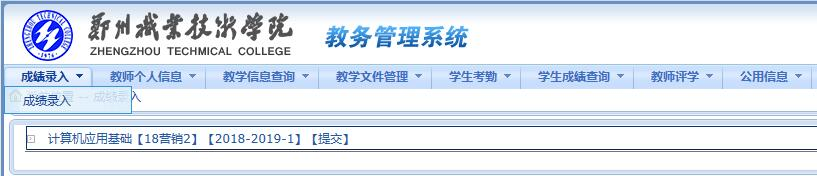 郑州职业技术学院
ZHENGZHOU TECHMICAL COLLEGE
教务管理系统
成绩录入 教师个人信息 教学信息查询 教学文件管理 学生考勤 学生成绩查询 教师评学 公用信息
成绩录入
计算机应用基础【18营销2】【2018-2019-1】【提交】